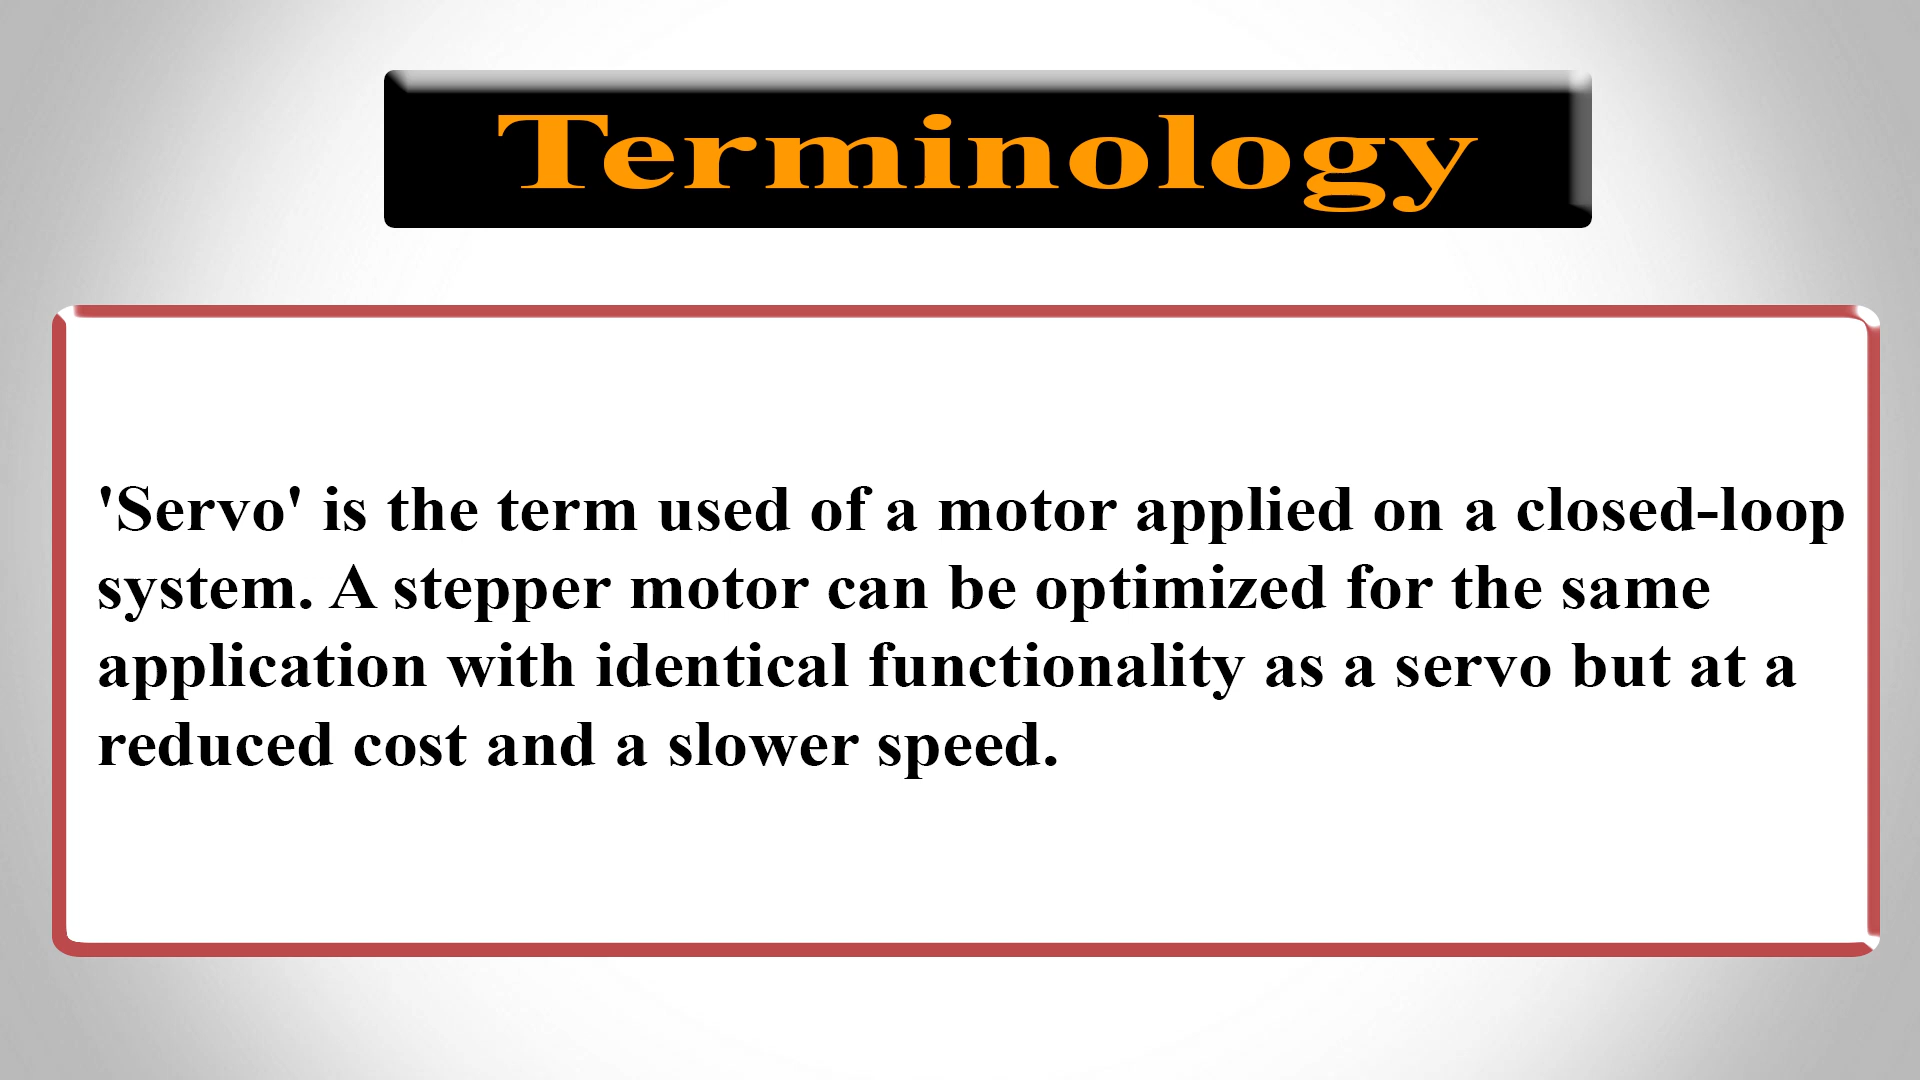 Terminology
'Servo' is the term used of a motor applied on a closed-loop
system. A stepper motor can be optimized for the same
application with identical functionality as a servo but at a
reduced cost and a slower speed.